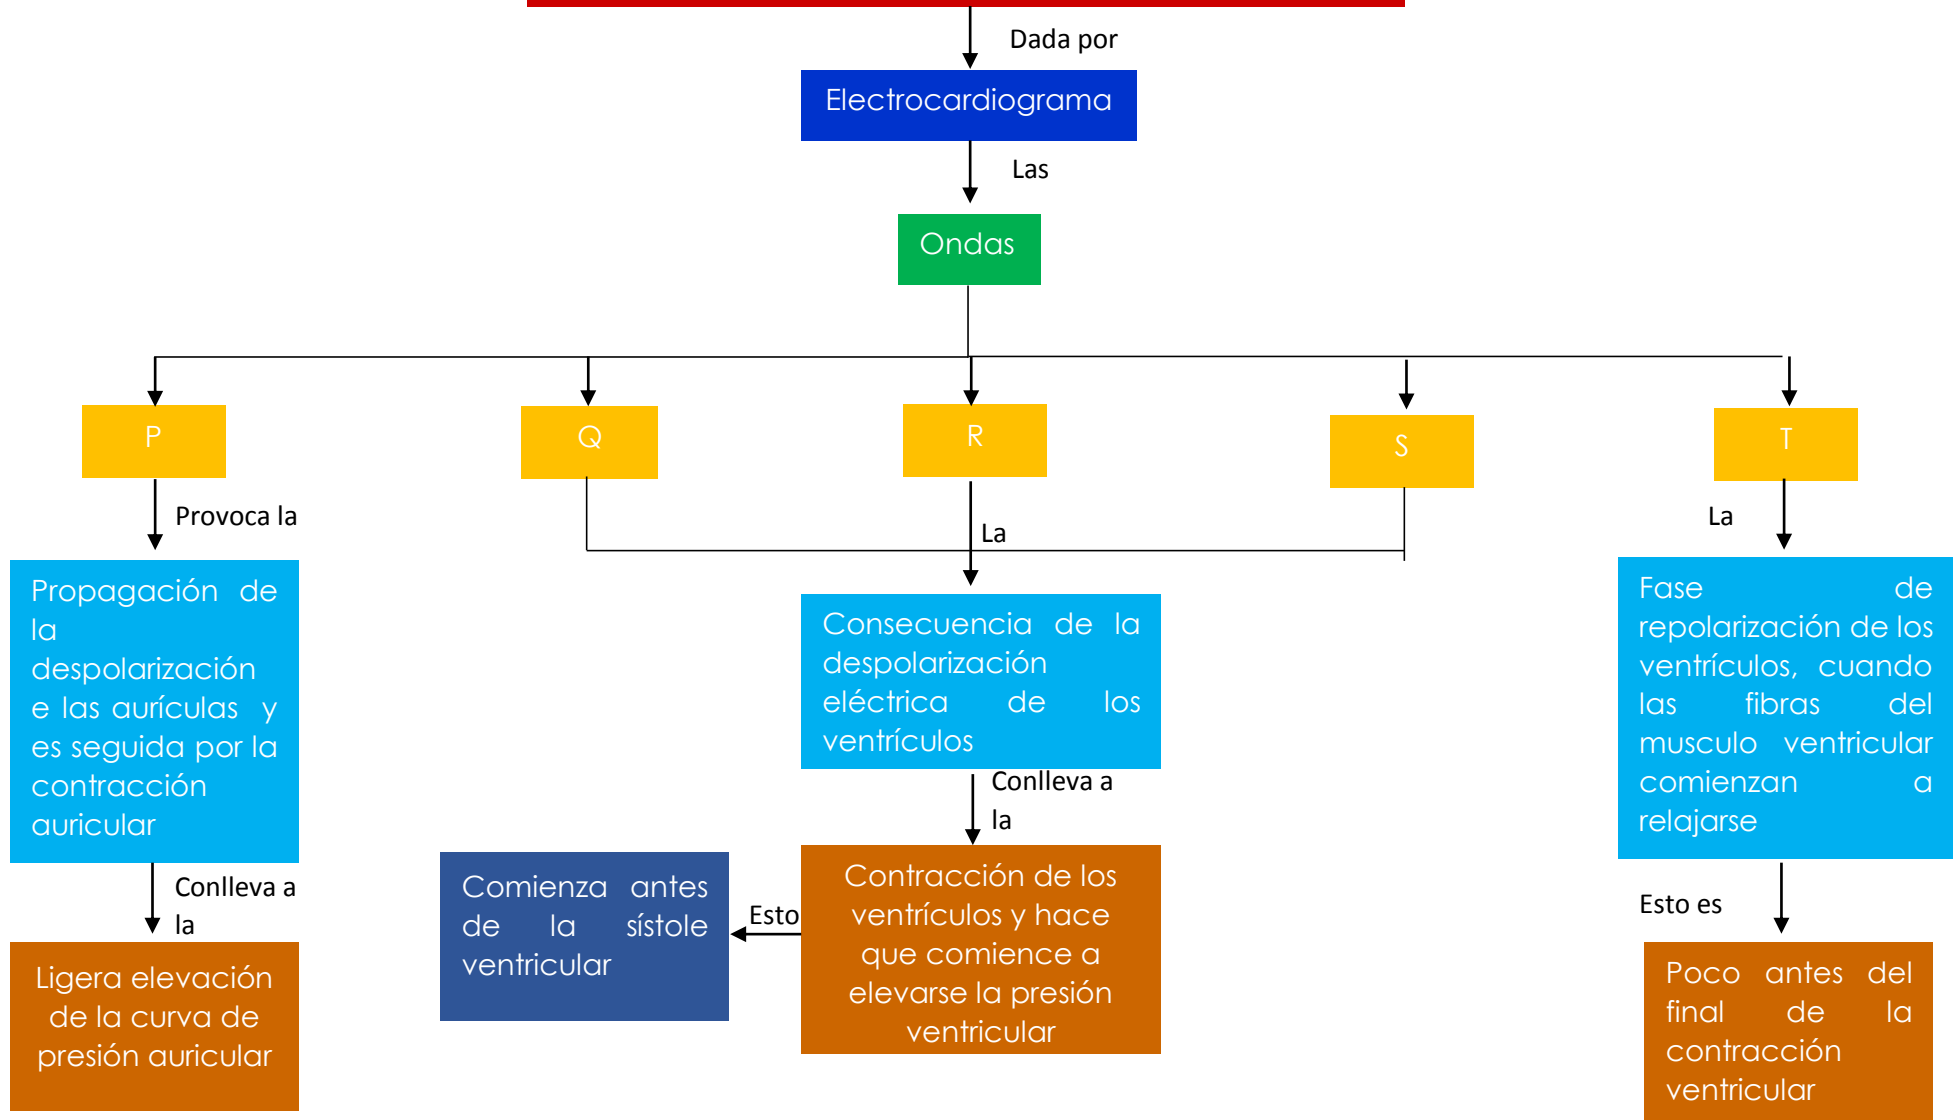 Dada por
Electrocardiograma
Las
Ondas
P
Q
R
S
T
Provoca la
La
La
Propagación de
la
despolarización
e las aurículas y
es seguida por la
contracción
auricular
Consecuencia de la
despolarización
eléctrica de los
ventrículos
Fase de
repolarización de los
ventrículos, cuando
las fibras del
musculo ventricular
comienzan a
relajarse
Conlleva a
la
Conlleva a
la
Esto es
Ligera elevación
de la curva de
presión auricular
Comienza antes
de la sístole
ventricular
Esto
Contracción de los
ventrículos y hace
que comience a
elevarse la presión
ventricular
Poco antes del
final de la
contracción
ventricular